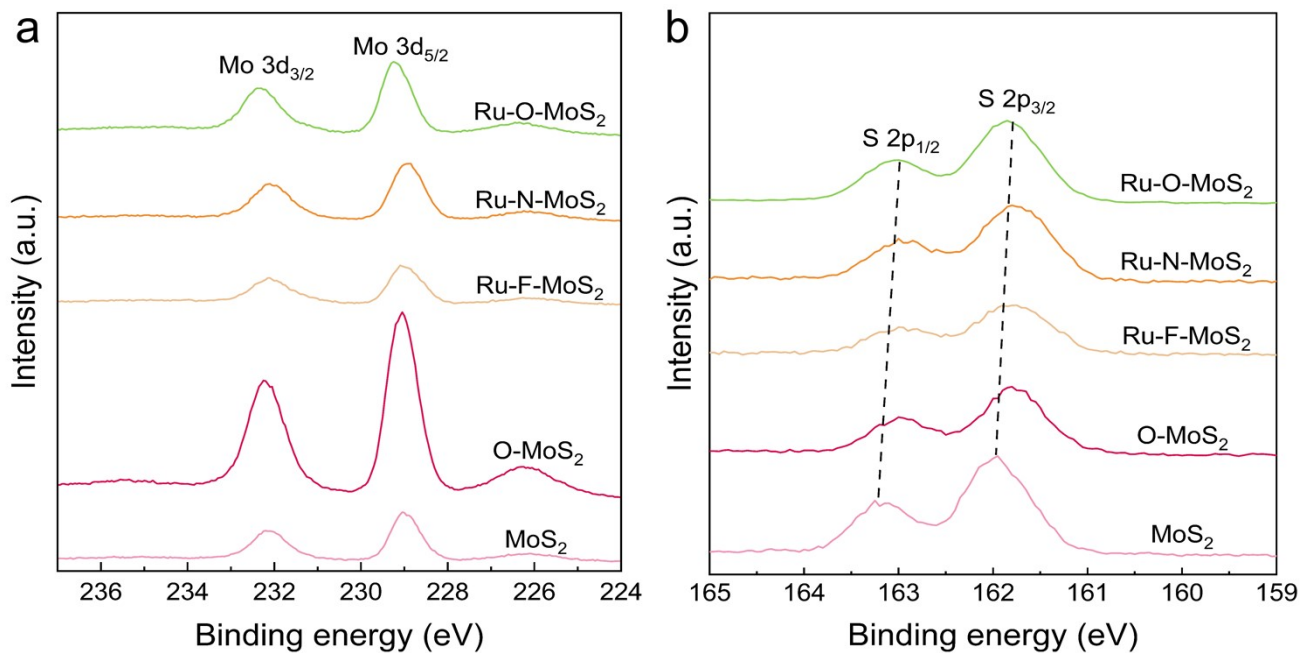 a
Mo 3d3/2
Mo 3d5/2
Ru-O-MoS2
Ru-N-MoS2
Ru-F-MoS2
O-MoS2
MoS2
Intensity (a.u.)
236 234 232 230 228 226 224
Binding energy (eV)
b
S 2p1/2
S 2p3/2
Ru-O-MoS2
Ru-N-MoS2
Ru-F-MoS2
O-MoS2
MoS2
Intensity (a.u.)
165 164 163 162 161 160 159
Binding energy (eV)